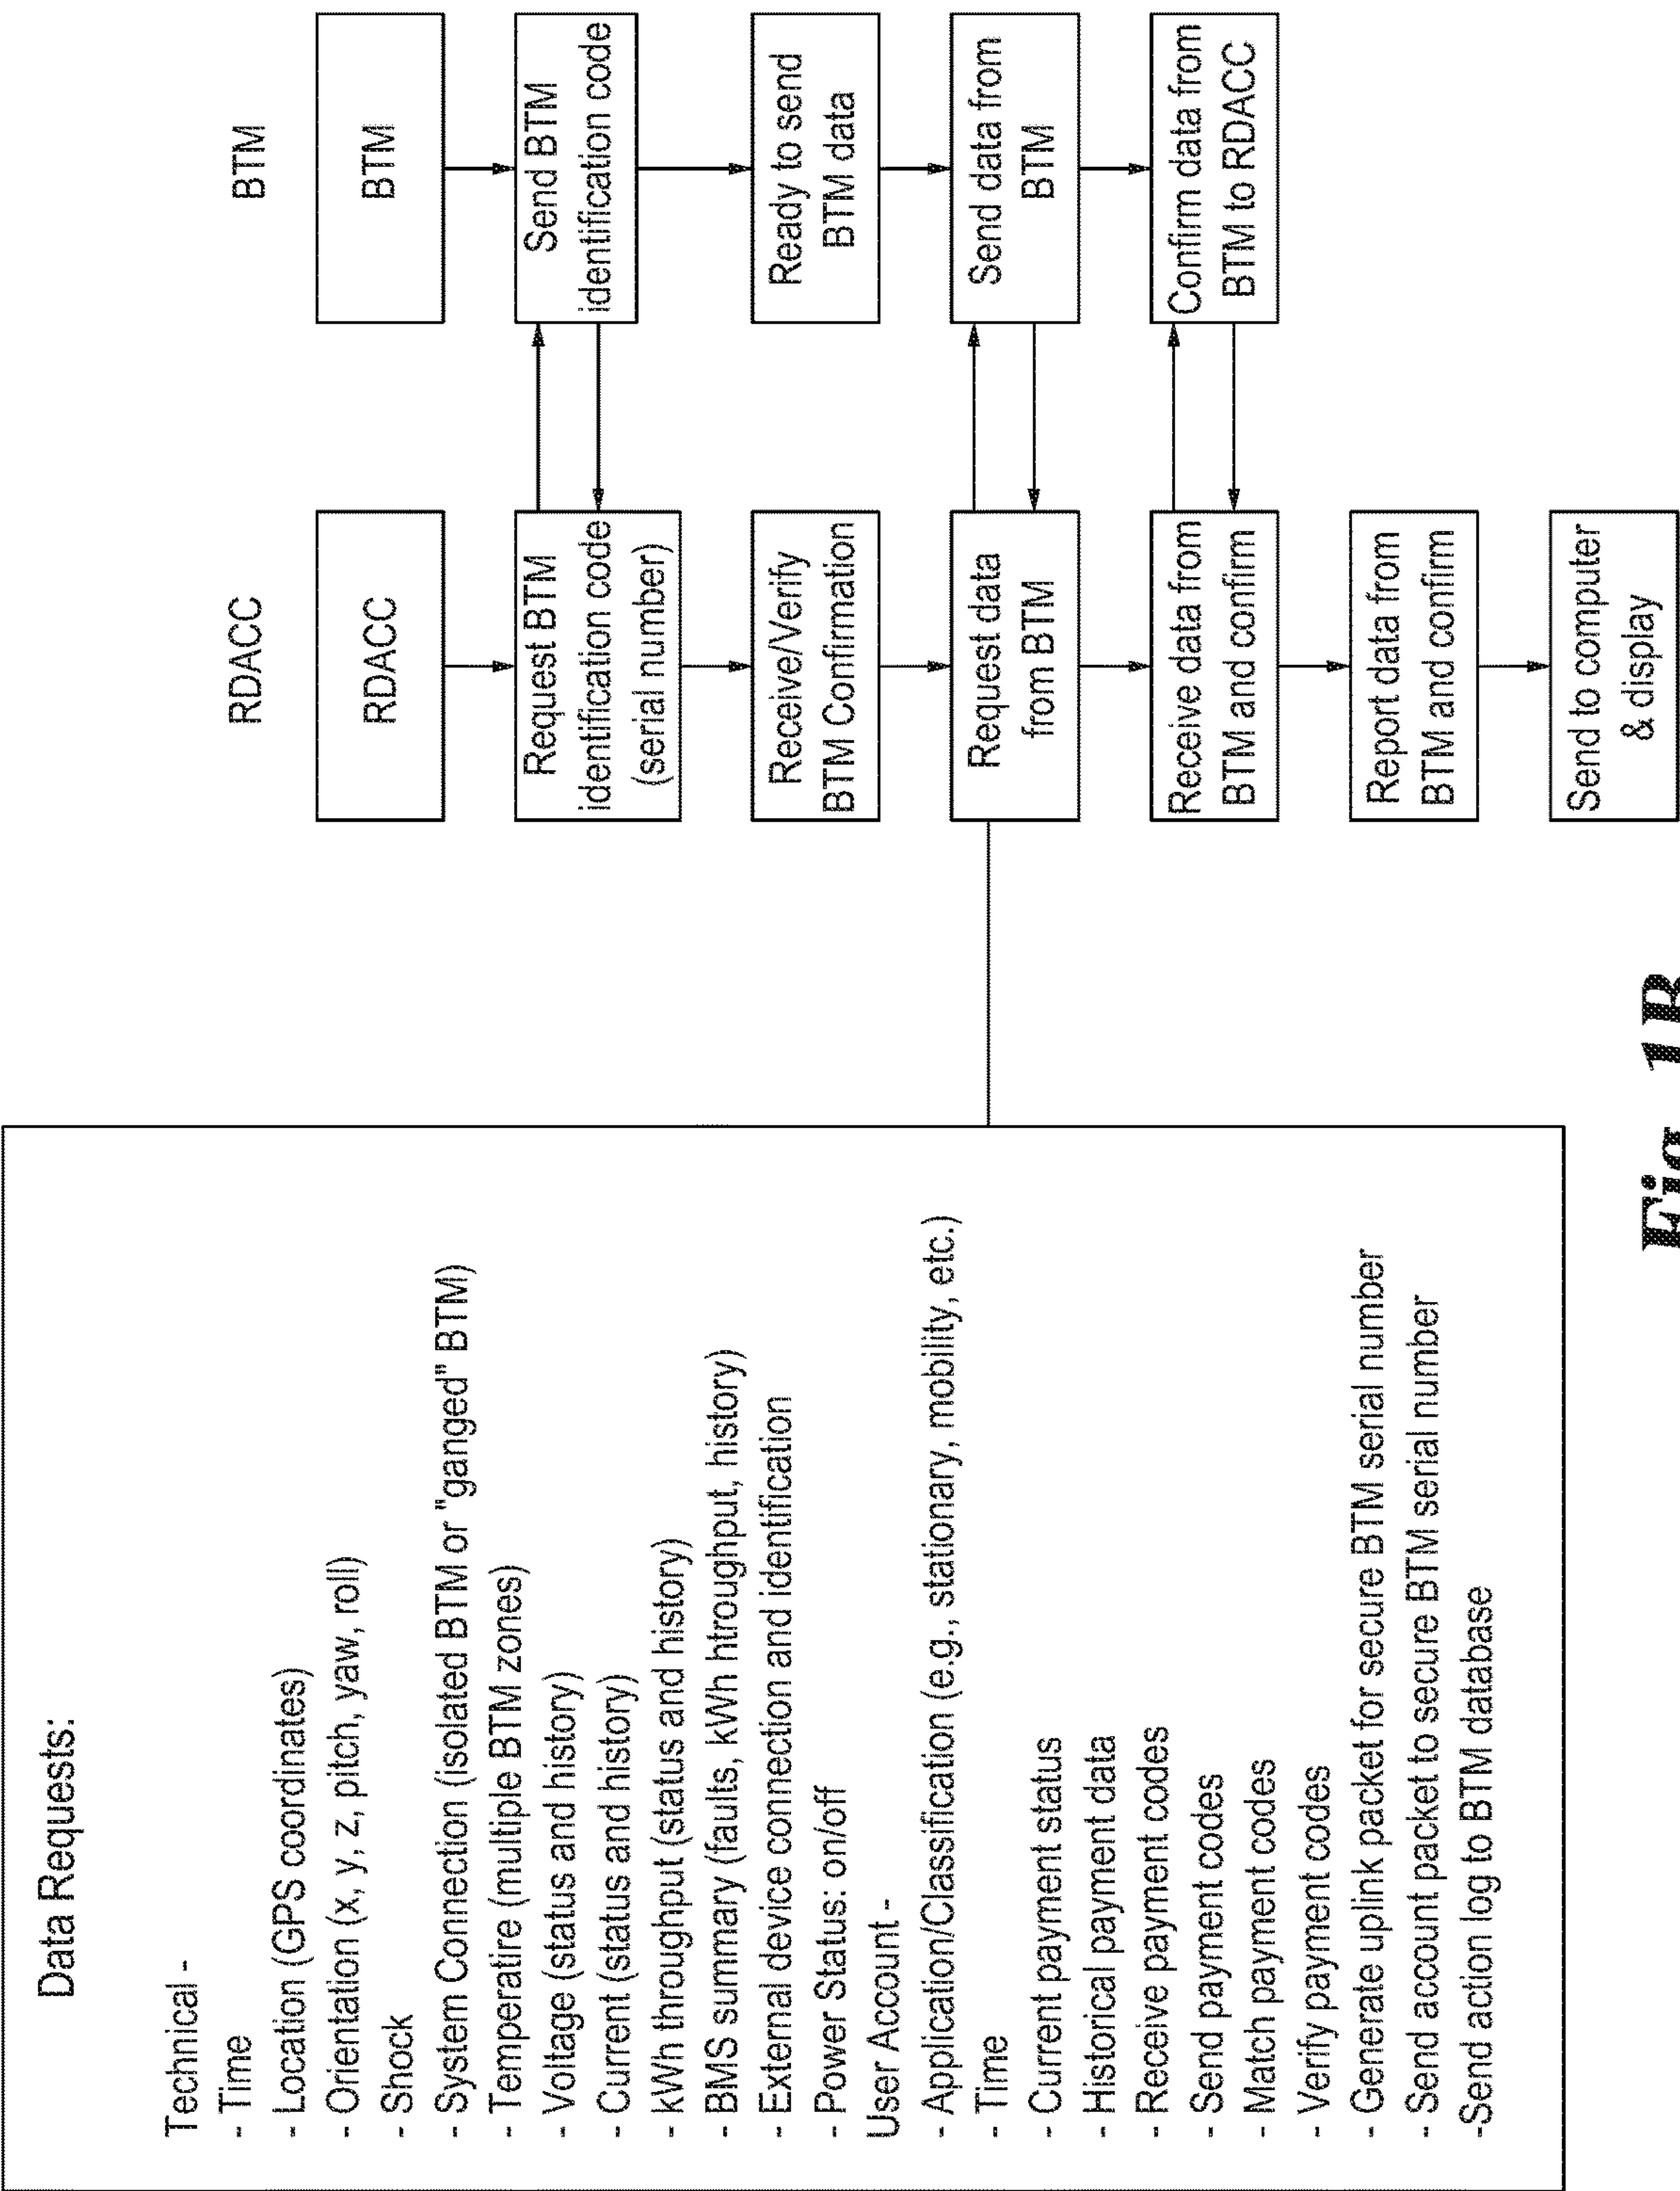 Data Requests:
Technical -
- Time
- Location (GPS coordinates)
- Orientation (x, y, z, pitch, yaw, roll)
- Shock
- System Connection (isolated BTM or "ganged" BTM)
- Temperatire (multiple BTM zones)
- Voltage (status and history)
- Current (status and history)
- kWh throughput (status and history)
- BMS summary (faults, kWh htroughput, history)
- External device connection and identification
- Power Status: on/off
User Account -
- Application/Classification (e.g., stationary, mobility, etc.)
- Time
- Current payment status
- Historical payment data
- Receive payment codes
- Send payment codes
- Match payment codes
- Verify payment codes
- Generate uplink packet for secure BTM serial number
- Send account packet to secure BTM serial number
-Send action log to BTM database
RDACC
RDACC
Request BTM
identification code
(serial number)
Receive/Verify
BTM Confirmation
Request data
from BTM
Receive data from
BTM and confirm
Report data from
BTM and confirm
Send to computer
& display
BTM
BTM
Send BTM
identification code
Ready to send
BTM data
Send data from
BTM
Confirm data from
BTM to RDACC
Fig. 1B